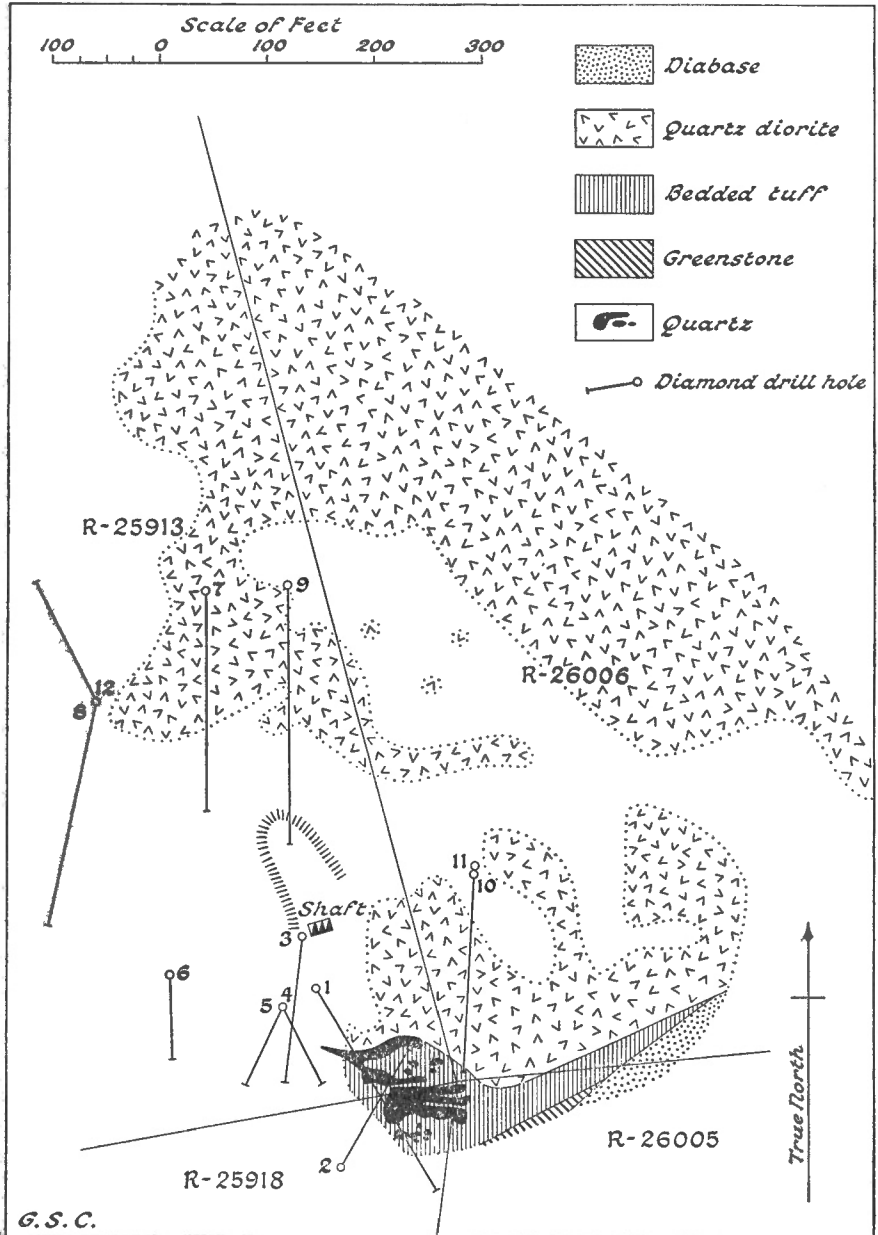 Scale of Feet
100 0 100 200 300
Diabase
Quartz diorite
Bedded tuff
Greenstone
Quartz
Diamond drill hole
R-25913
7
9
12
8
R-26006
11
10
Shaft
3
6
5 4 1
True North
R-26005
2
R-25918
G.S.C.